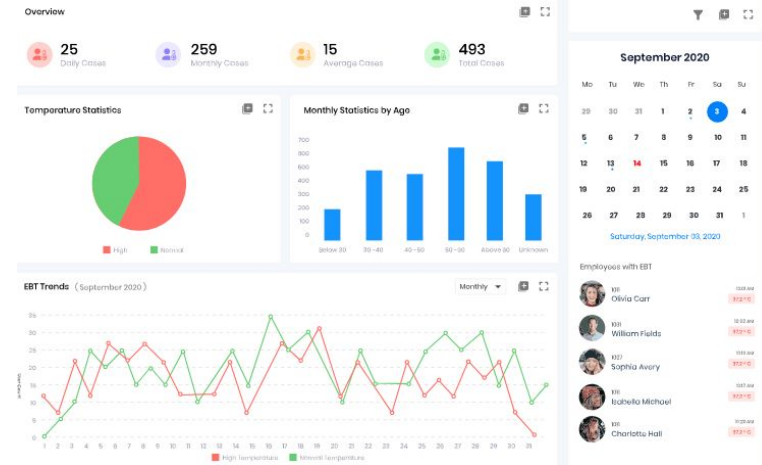 Overview
25
Daily Cases
259
Monthly Cases
15
Average Cases
493
Total Cases
Temperature Statistics
High
Normal
Monthly Statistics by Age
700
600
500
400
300
200
100
0
Below 30
30 -40
40 -50
50 -60
Above 60
Unknown
EBT Trends (September 2020)
Monthly
35
30
25
20
15
10
5
0
1 2 3 4 5 6 7 8 9 10 11 12 13 14 15 16 17 18 19 20 21 22 23 24 25 26 27 28 29 30 31
High Temperature
Normal Temperature
September 2020
Mo Tu We Th Fr Sa Su
29 30 31 1 2 3 4
5 6 7 8 9 10 11
12 13 14 15 16 17 18
19 20 21 22 23 24 25
26 27 28 29 30 31 1
Saturday, September 03, 2020
Employees with EBT
Olivia Carr
William Fields
Sophia Avery
Isabella Michael
Charlotte Hall